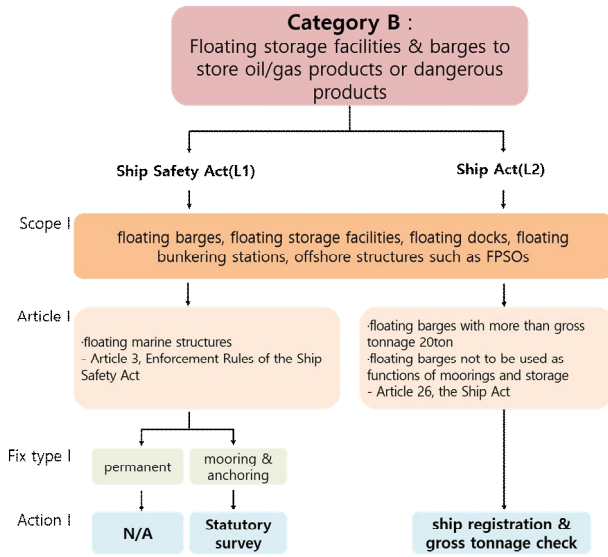 Category B :
Floating storage facilities & barges to
store oil/gas products or dangerous
products
Ship Safety Act(L1)
Ship Act(L2)
Scope I
floating barges, floating storage facilities, floating docks, floating
bunkering stations, offshore structures such as FPSOs
Article I
·floating marine structures
- Article 3, Enforcement Rules of the Ship
Safety Act
·floating barges with more than gross
tonnage 20ton
·floating barges not to be used as
functions of moorings and storage
- Article 26, the Ship Act
Fix type I
permanent
mooring &
anchoring
Action I
N/A
Statutory
survey
ship registration &
gross tonnage check